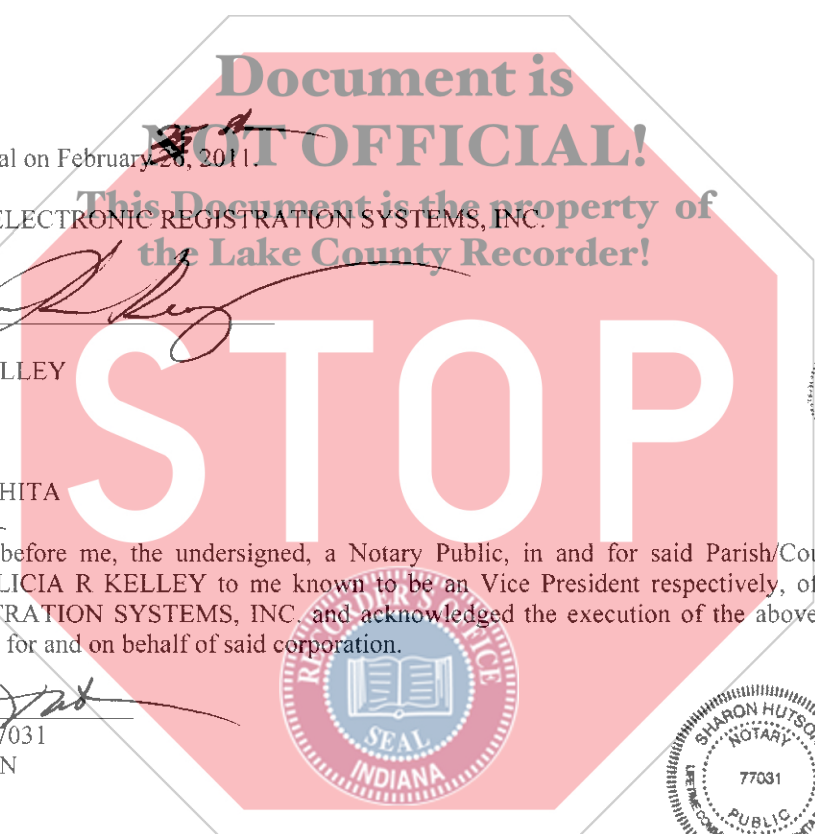 Document is
NOT OFFICIAL!
al on February 26, 2011.
This Document is the property of
ELECTRONIC REGISTRATION SYSTEMS, INC.
the Lake County Recorder!
LLEY
STOP
HITA
before me, the undersigned, a Notary Public, in and for said Parish/Cou
LICIA R KELLEY to me known to be an Vice President respectively, of
RATION SYSTEMS, INC. and acknowledged the execution of the above
for and on behalf of said corporation.
RECORDER'S OFFICE
SEAL
INDIANA
7031
N
SHARON HUTSO
NOTARY
77031
PUBLIC